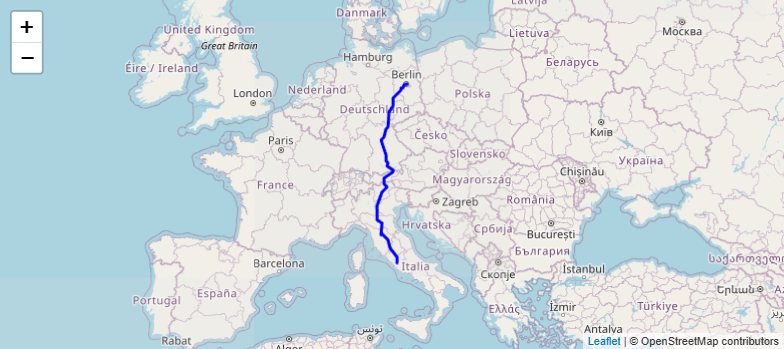 +
−
Danmark
Latvija
Москва
United Kingdom
Great Britain
Lietuva
Éire / Ireland
Hamburg
Беларусь
Berlin
Nederland
London
Polska
Deutschland
Київ
Paris
Česko
Україна
Slovensko
Chișinău
France
Magyarország
Zagreb
România
Hrvatska
Србија
București
България
Barcelona
Italia
Скопје
İstanbul
Portugal
España
Ελλάς
İzmir
Türkiye
Երևան
Rabat
تونس
Antalya
Leaflet | © OpenStreetMap contributors